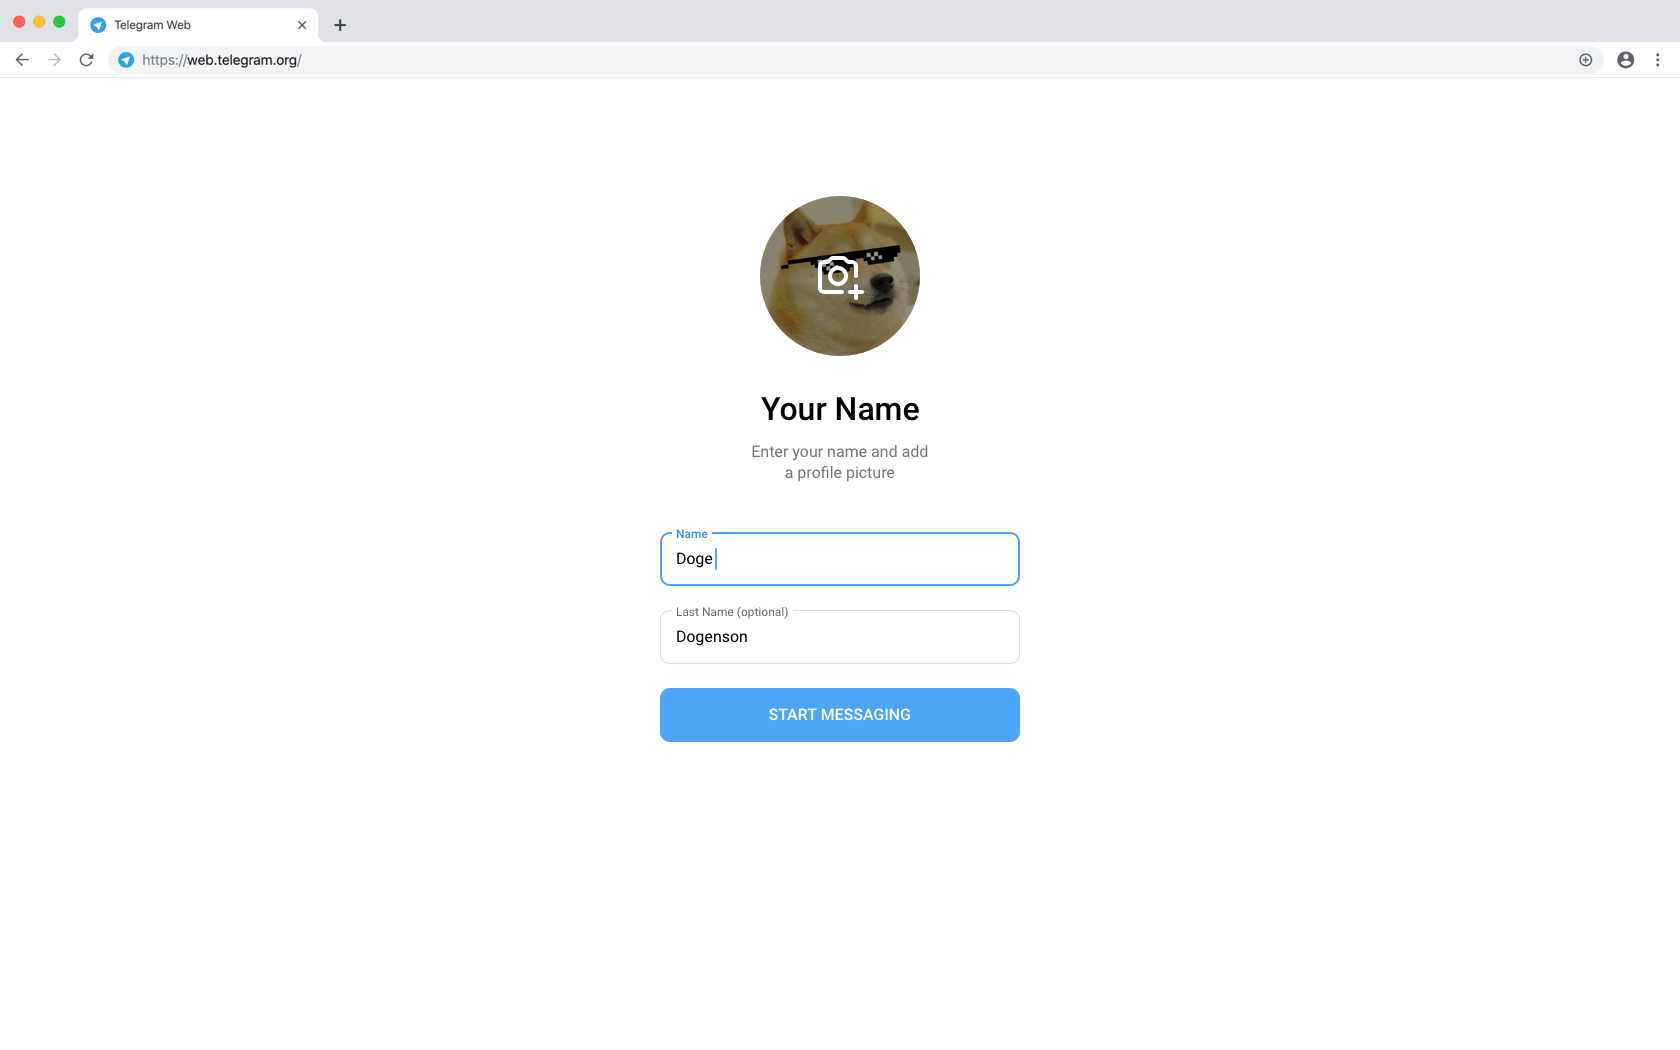 Telegram Web
https://web.telegram.org/
Your Name
Enter your name and add
a profile picture
Name
Doge
Last Name (optional)
Dogenson
START MESSAGING